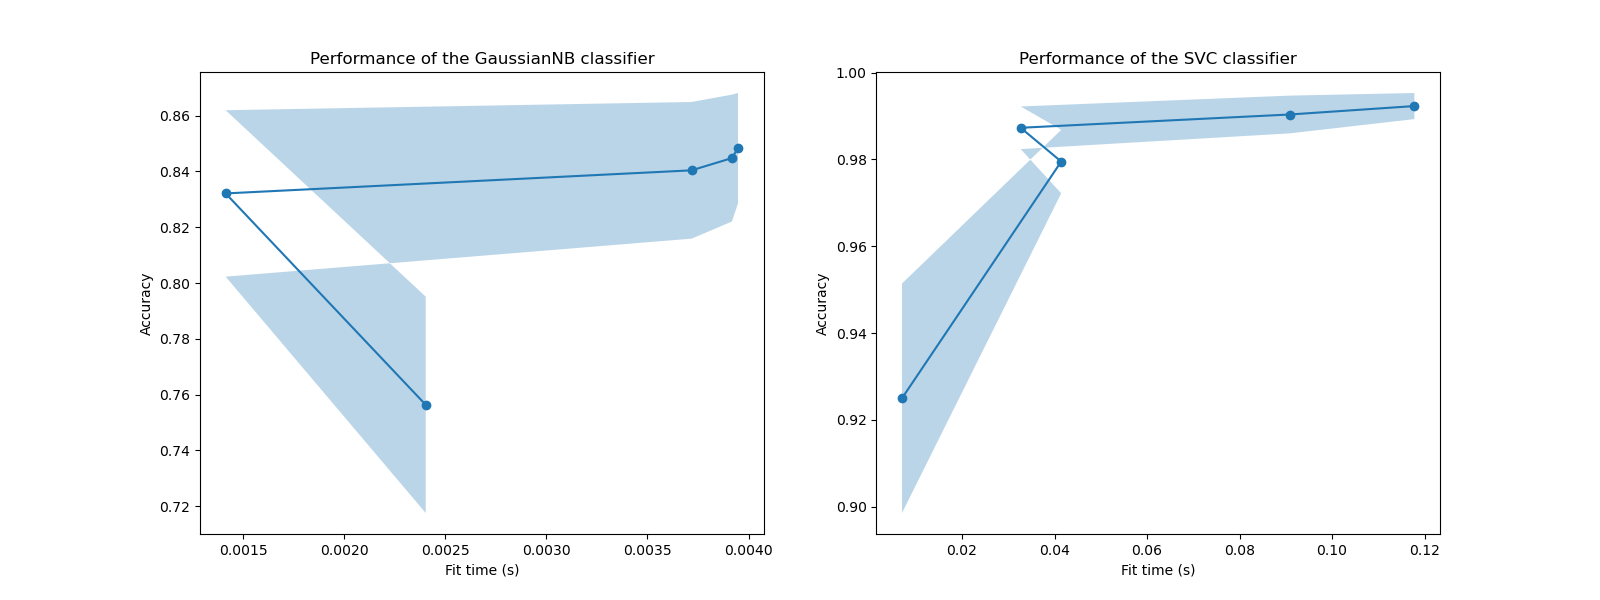 Performance of the GaussianNB classifier
Accuracy
0.86
0.84
0.82
0.80
0.78
0.76
0.74
0.72
0.0015 0.0020 0.0025 0.0030 0.0035 0.0040
Fit time (s)
Performance of the SVC classifier
Accuracy
1.00
0.98
0.96
0.94
0.92
0.90
0.02 0.04 0.06 0.08 0.10 0.12
Fit time (s)